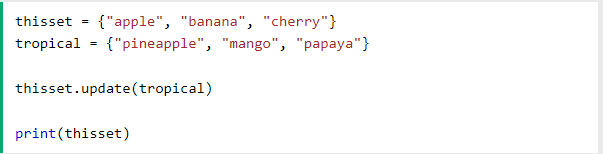 thisset = {"apple", "banana", "cherry"}
tropical = {"pineapple", "mango", "papaya"}
thisset.update(tropical)
print(thisset)